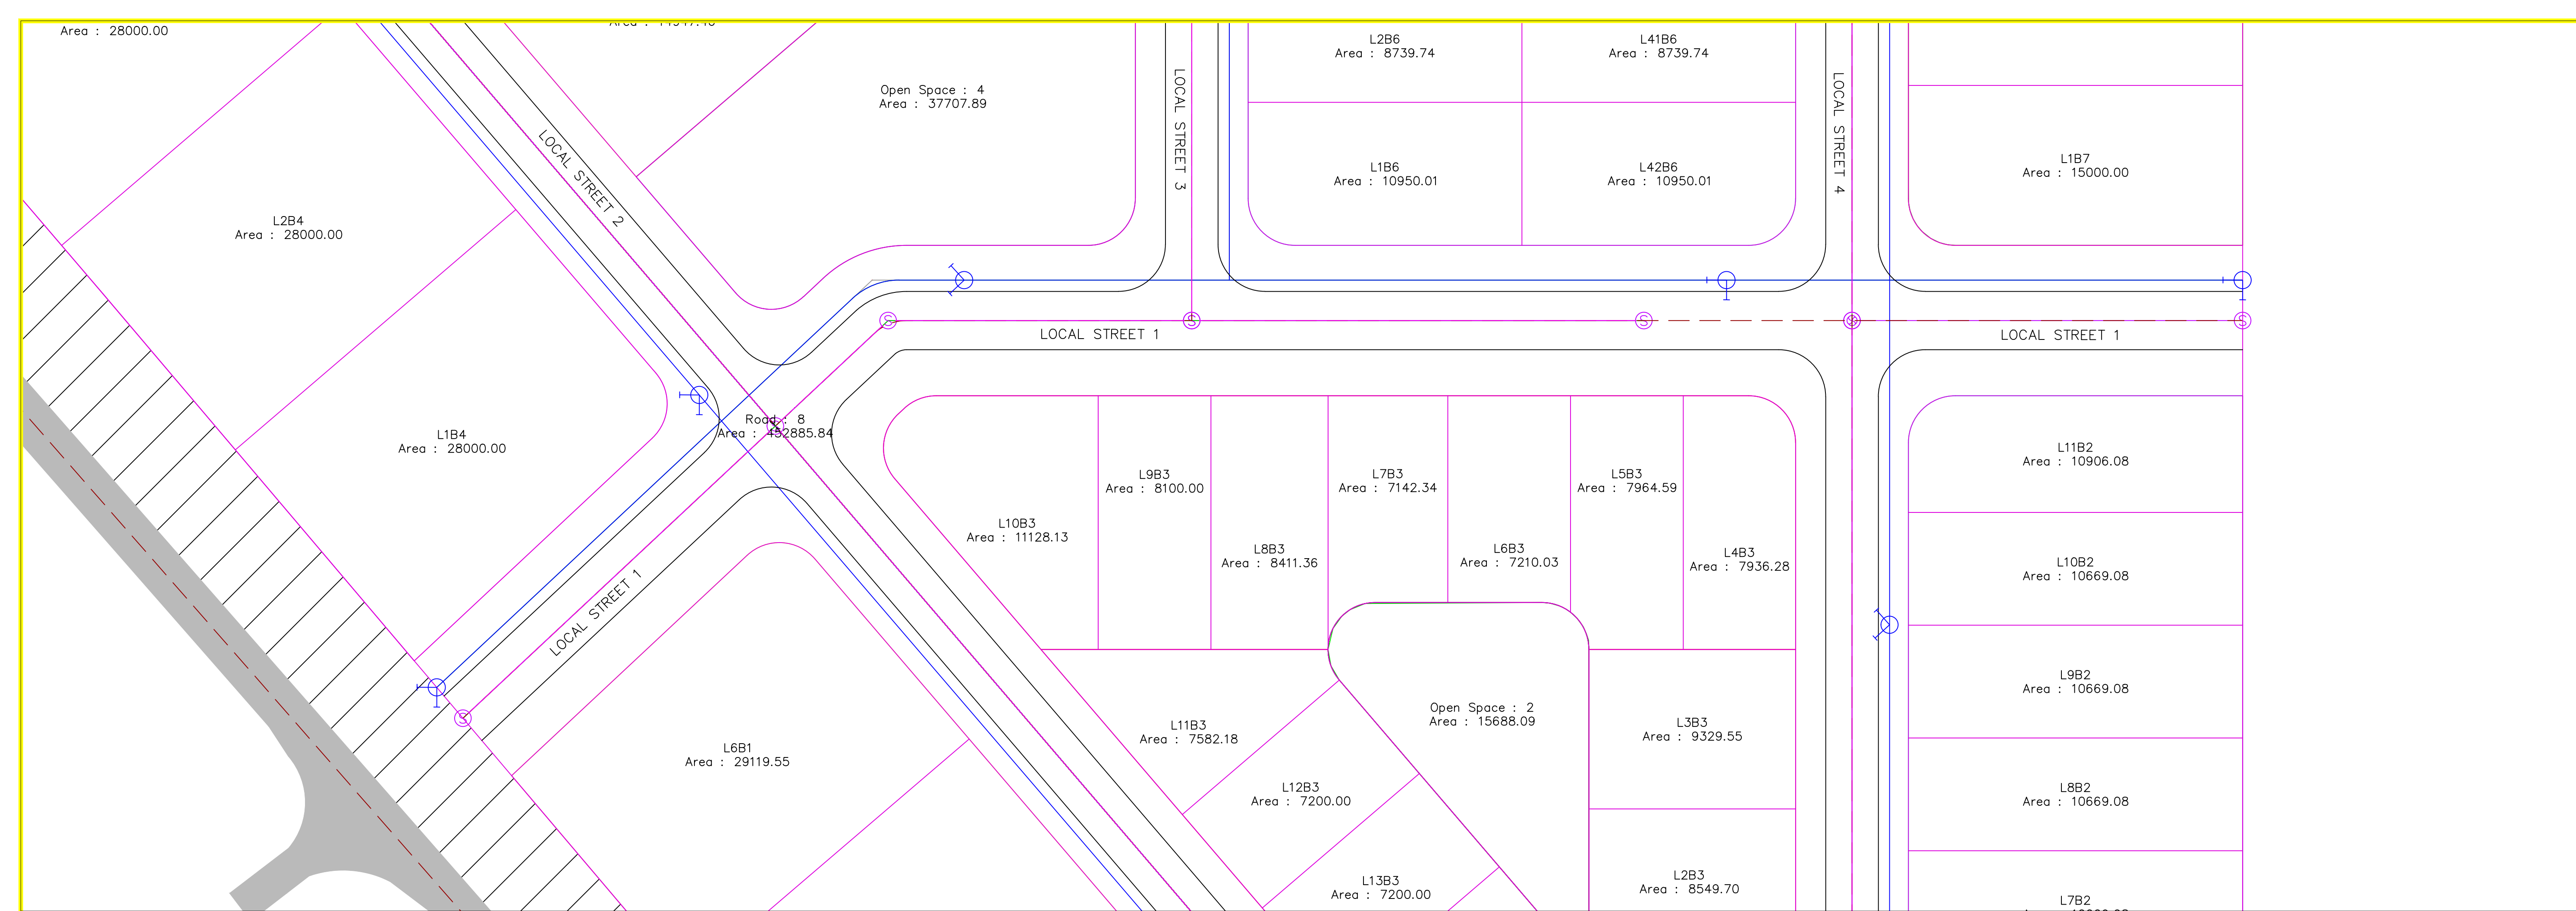 Area : 28000.00
L2B6
Area : 8739.74
L41B6
Area : 8739.74
Open Space : 4
Area : 37707.89
LOCAL STREET 3
LOCAL STREET 4
LOCAL STREET 2
L1B6
Area : 10950.01
L42B6
Area : 10950.01
L1B7
Area : 15000.00
L2B4
Area : 28000.00
S
S
S
S
S
LOCAL STREET 1
LOCAL STREET 1
Road : 8
Area : 452885.84
L1B4
Area : 28000.00
L11B2
Area : 10906.08
L9B3
Area : 8100.00
L7B3
Area : 7142.34
L5B3
Area : 7964.59
L10B3
Area : 11128.13
L8B3
Area : 8411.36
L6B3
Area : 7210.03
L4B3
Area : 7936.28
L10B2
Area : 10669.08
LOCAL STREET 1
L9B2
Area : 10669.08
S
L6B1
Area : 29119.55
L11B3
Area : 7582.18
Open Space : 2
Area : 15688.09
L3B3
Area : 9329.55
L12B3
Area : 7200.00
L8B2
Area : 10669.08
L13B3
Area : 7200.00
L2B3
Area : 8549.70
L7B2